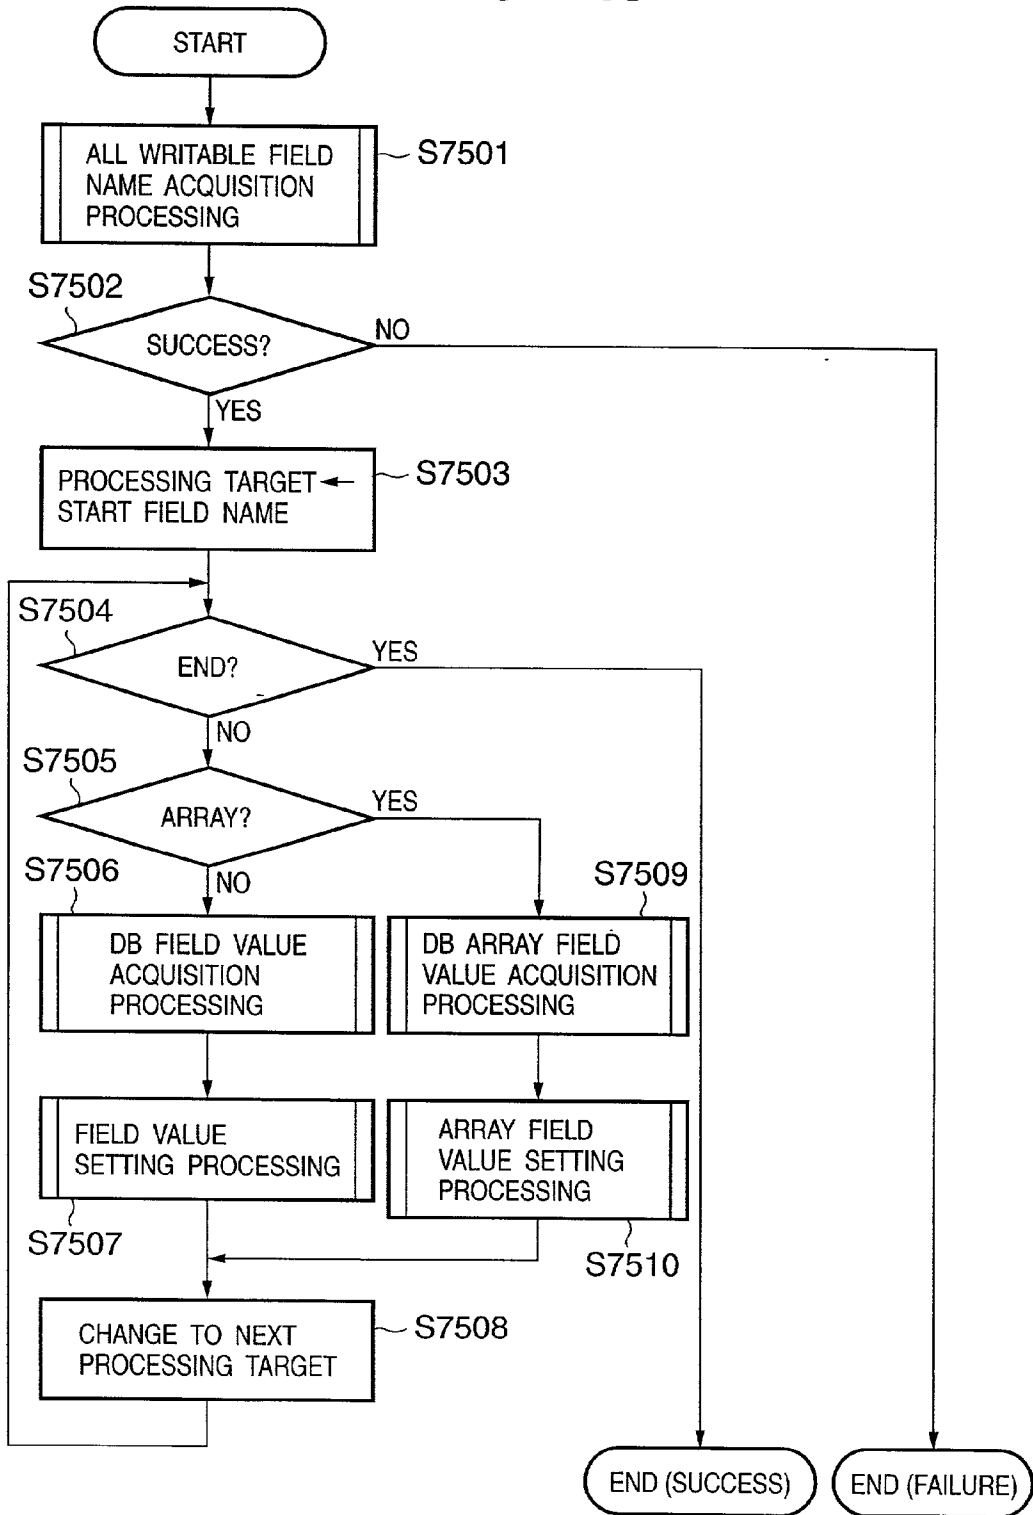 START
ALL WRITABLE FIELD
NAME ACQUISITION
PROCESSING
S7501
S7502
SUCCESS?
NO
YES
PROCESSING TARGET ←
START FIELD NAME
S7503
S7504
END?
YES
NO
S7505
ARRAY?
YES
NO
S7506
DB FIELD VALUE
ACQUISITION
PROCESSING
S7509
DB ARRAY FIELD
VALUE ACQUISITION
PROCESSING
FIELD VALUE
SETTING PROCESSING
S7507
ARRAY FIELD
VALUE SETTING
PROCESSING
S7510
CHANGE TO NEXT
PROCESSING TARGET
S7508
END (SUCCESS)
END (FAILURE)